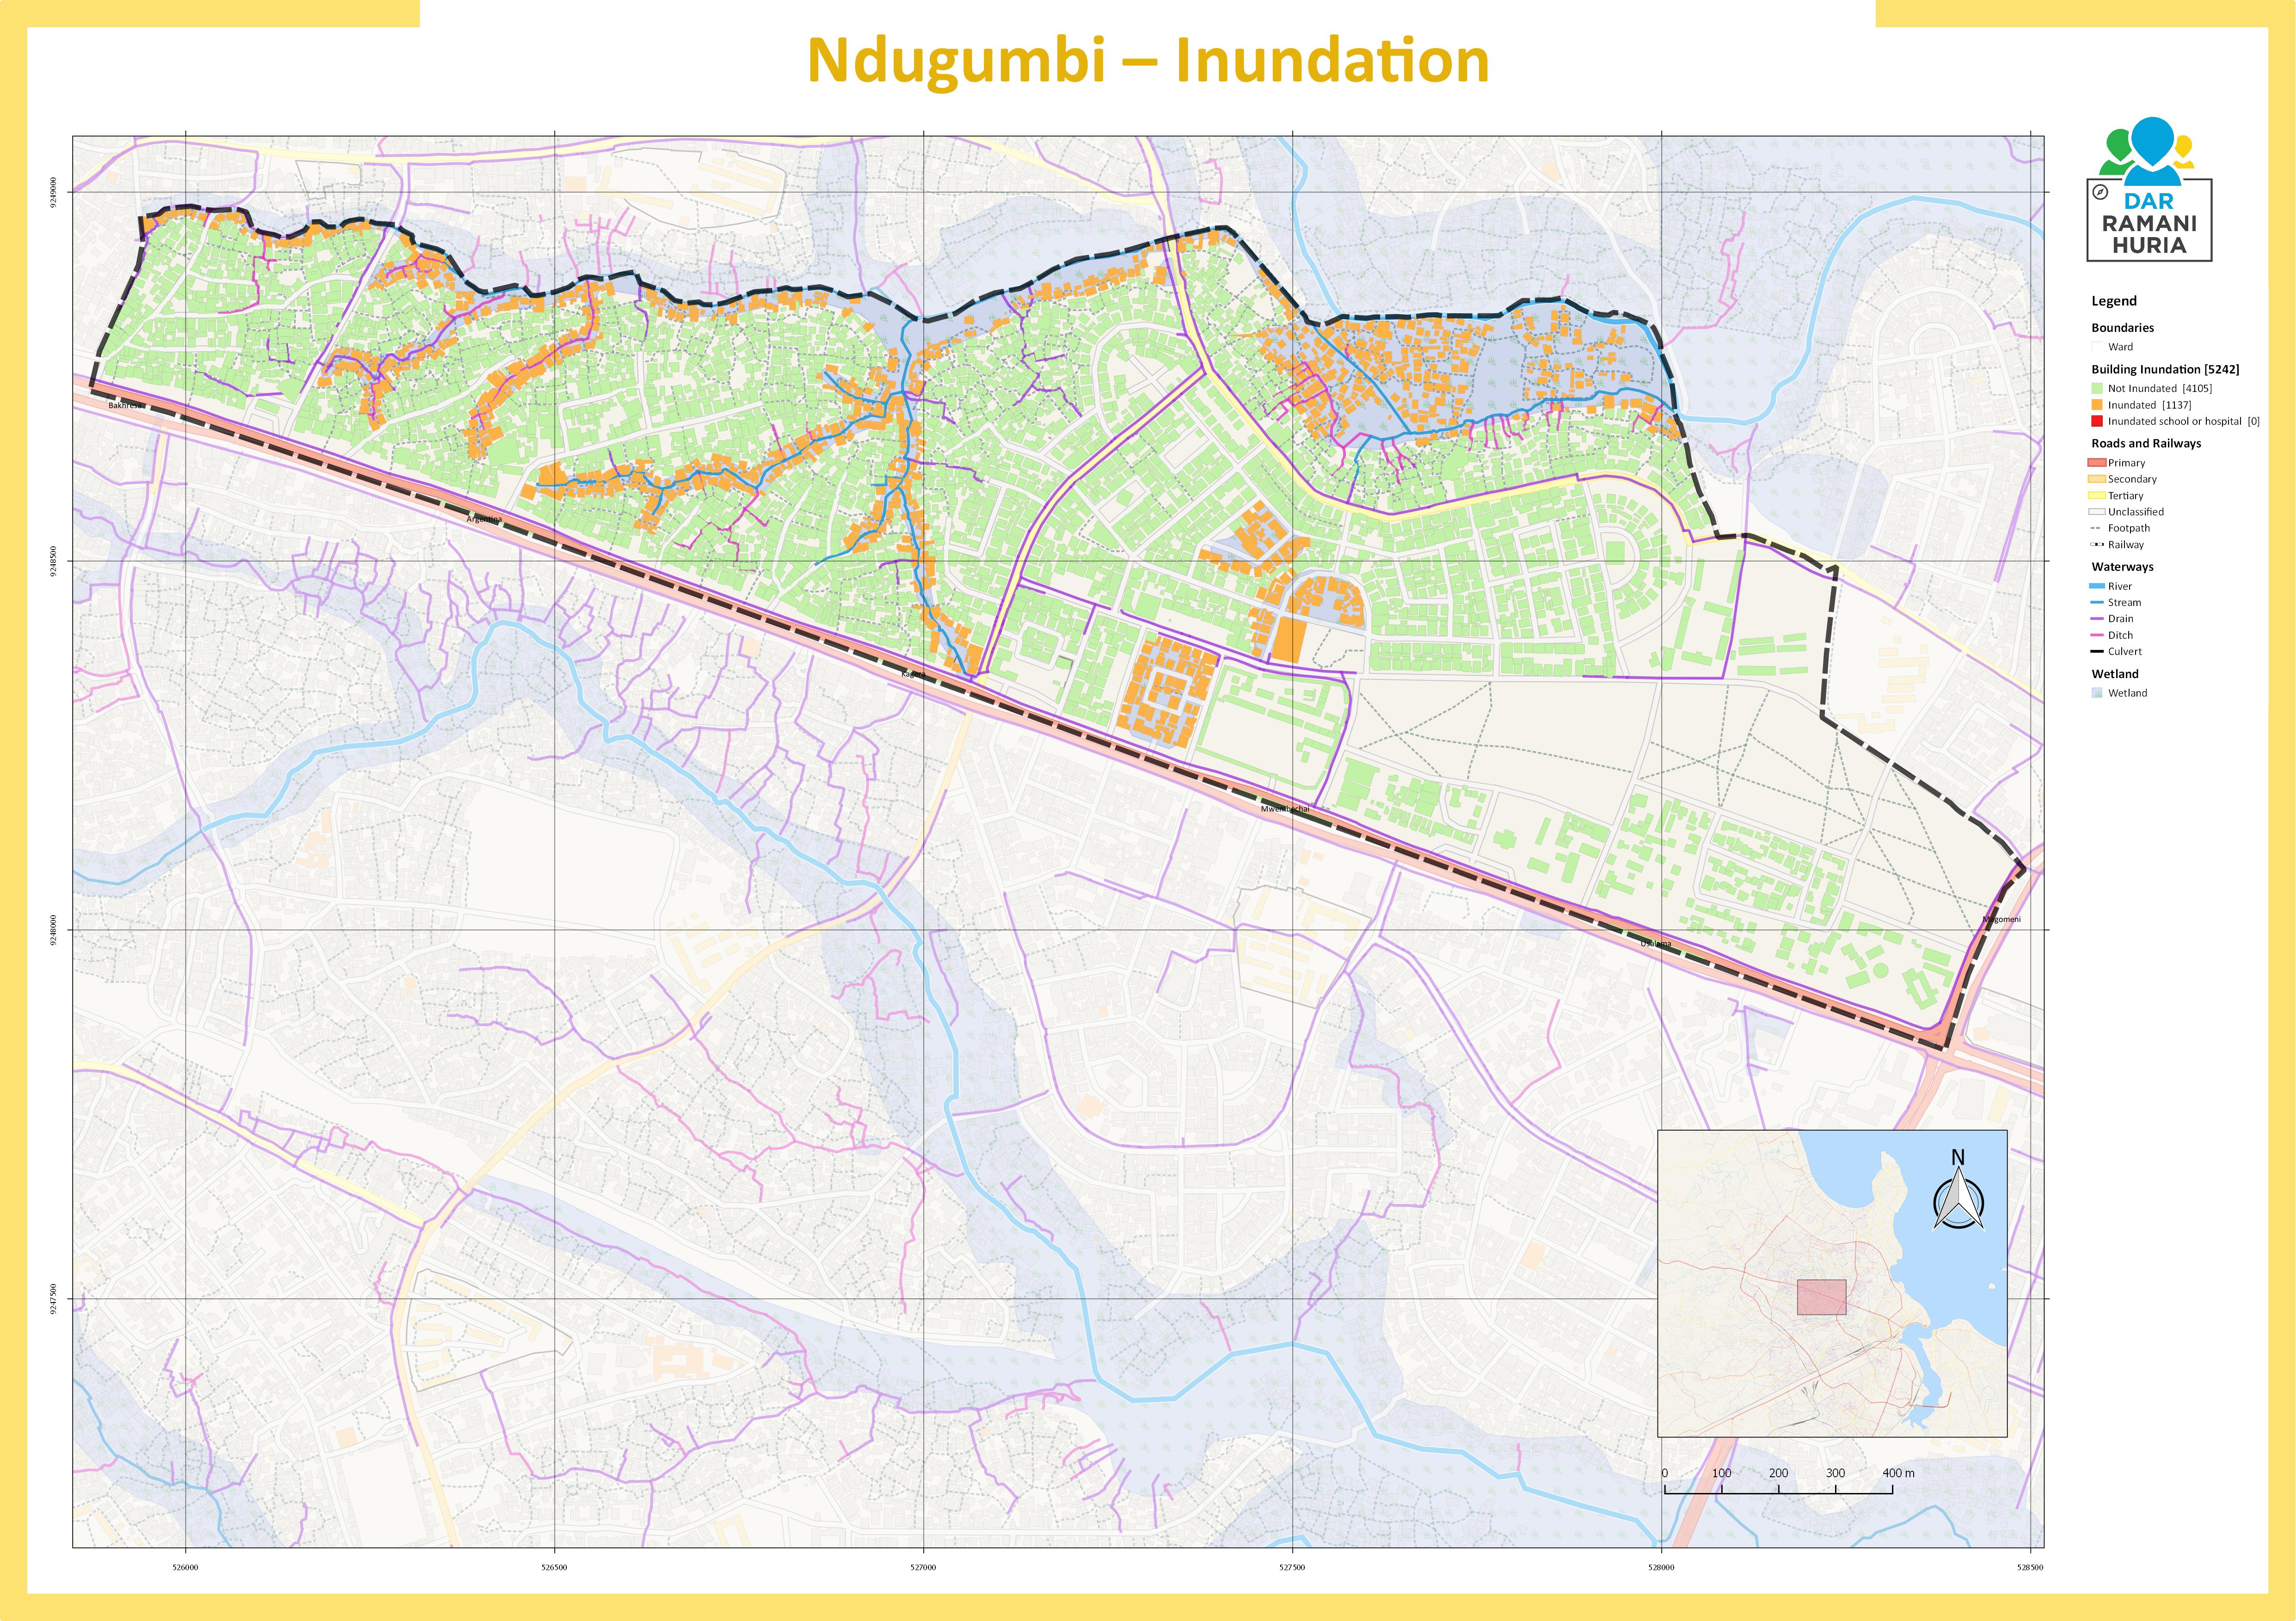 Ndugumbi – Inundation
DAR
RAMANI
HURIA
Legend
Boundaries
Ward
Building Inundation [5242]
Not Inundated [4105]
Inundated [1137]
Inundated school or hospital [0]
Roads and Railways
Primary
Secondary
Tertiary
Unclassified
Footpath
Railway
Waterways
River
Stream
Drain
Ditch
Culvert
Wetland
Wetland
9249000
9248500
9248000
9247500
Argentina
Kagera
Mwembechai
Usalama
Magomeni
N
0 100 200 300 400 m
526000 526500 527000 527500 528000 528500